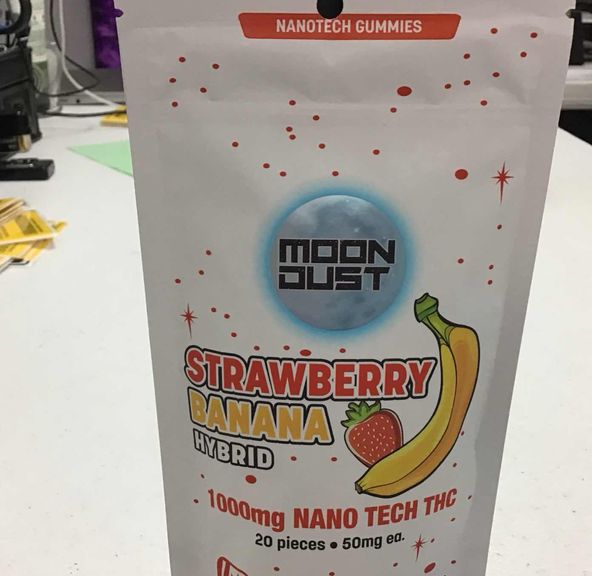 NANOTECH GUMMIES
MOON
DUST
STRAWBERRY
BANANA
HYBRID
1000mg NANO TECH THC
20 pieces • 50mg ea.